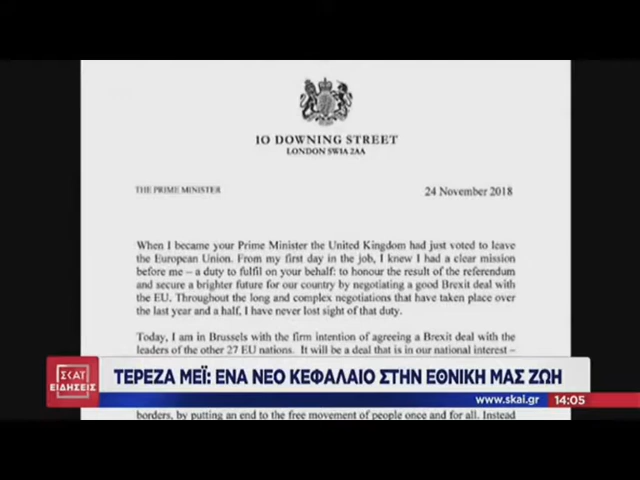 10 DOWNING STREET
LONDON SW1A 2AA
THE PRIME MINISTER
24 November 2018
When I became your Prime Minister the United Kingdom had just voted to leave
the European Union. From my first day in the job, I knew I had a clear mission
before me – a duty to fulfil on your behalf: to honour the result of the referendum
and secure a brighter future for our country by negotiating a good Brexit deal with
the EU. Throughout the long and complex negotiations that have taken place over
the last year and a half, I have never lost sight of that duty.
Today, I am in Brussels with the firm intention of agreeing a Brexit deal with the
leaders of the other 27 EU nations. It will be a deal that is in our national interest –
ΣΚΑΪ
ΕΙΔΗΣΕΙΣ
ΤΕΡΕΖΑ ΜΕΪ: ΕΝΑ ΝΕΟ ΚΕΦΑΛΑΙΟ ΣΤΗΝ ΕΘΝΙΚΗ ΜΑΣ ΖΩΗ
www.skai.gr
14:05
borders, by putting an end to the free movement of people once and for all. Instead